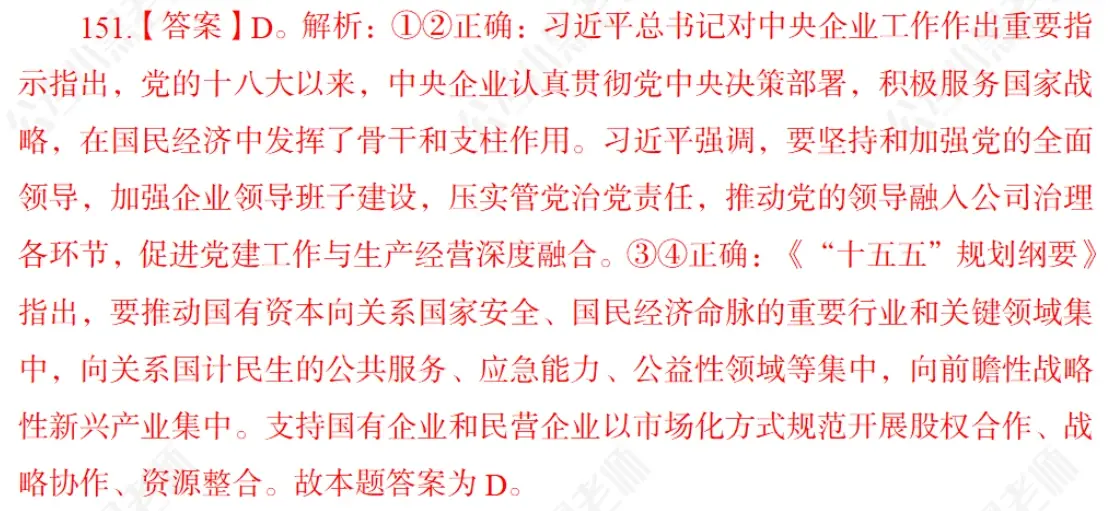 151.【答案】D。解析：①②正确：习近平总书记对中央企业工作作出重要指
示指出，党的十八大以来，中央企业认真贯彻党中央决策部署，积极服务国家战
略，在国民经济中发挥了骨干和支柱作用。习近平强调，要坚持和加强党的全面
领导，加强企业领导班子建设，压实管党治党责任，推动党的领导融入公司治理
各环节，促进党建工作与生产经营深度融合。③④正确：《“十五五”规划纲要》
指出，要推动国有资本向关系国家安全、国民经济命脉的重要行业和关键领域集
中，向关系国计民生的公共服务、应急能力、公益性领域等集中，向前瞻性战略
性新兴产业集中。支持国有企业和民营企业以市场化方式规范开展股权合作、战
略协作、资源整合。故本题答案为 D。